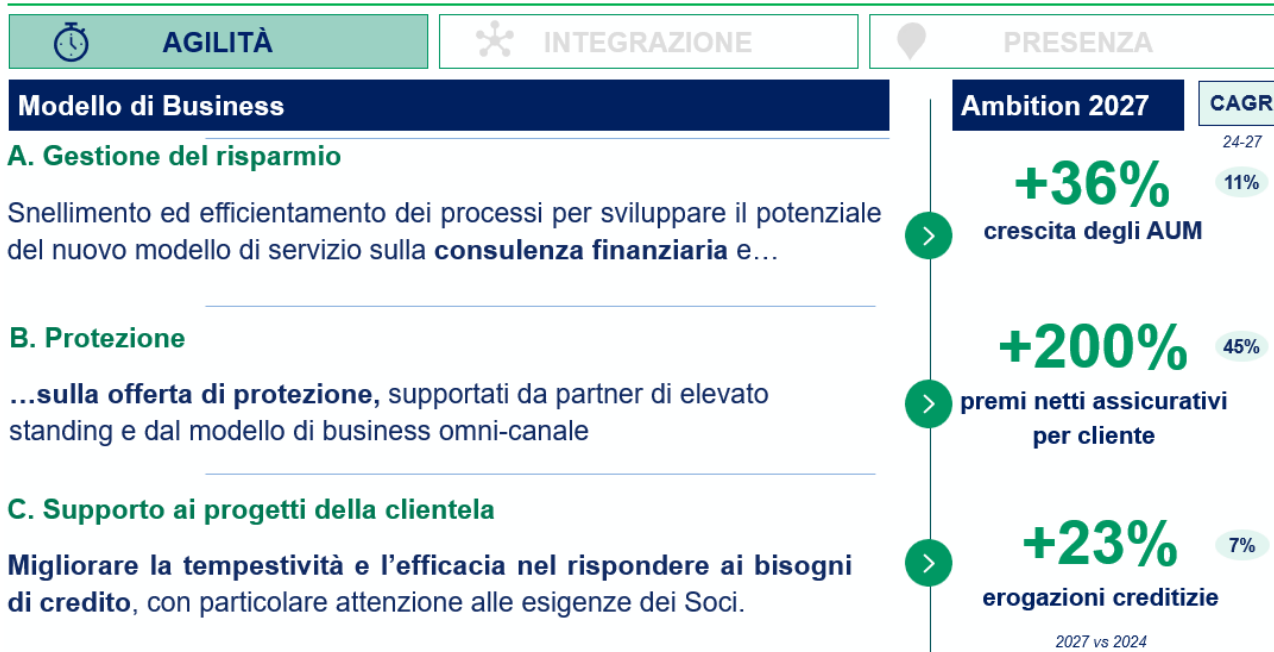 AGILITÀ
INTEGRAZIONE
PRESENZA
Modello di Business
Ambition 2027
CAGR
24-27
A. Gestione del risparmio
Snellimento ed efficientamento dei processi per sviluppare il potenziale
del nuovo modello di servizio sulla consulenza finanziaria e…
+36%
11%
crescita degli AUM
B. Protezione
…sulla offerta di protezione, supportati da partner di elevato
standing e dal modello di business omni-canale
+200%
45%
premi netti assicurativi
per cliente
C. Supporto ai progetti della clientela
Migliorare la tempestività e l’efficacia nel rispondere ai bisogni
di credito, con particolare attenzione alle esigenze dei Soci.
+23%
7%
erogazioni creditizie
2027 vs 2024